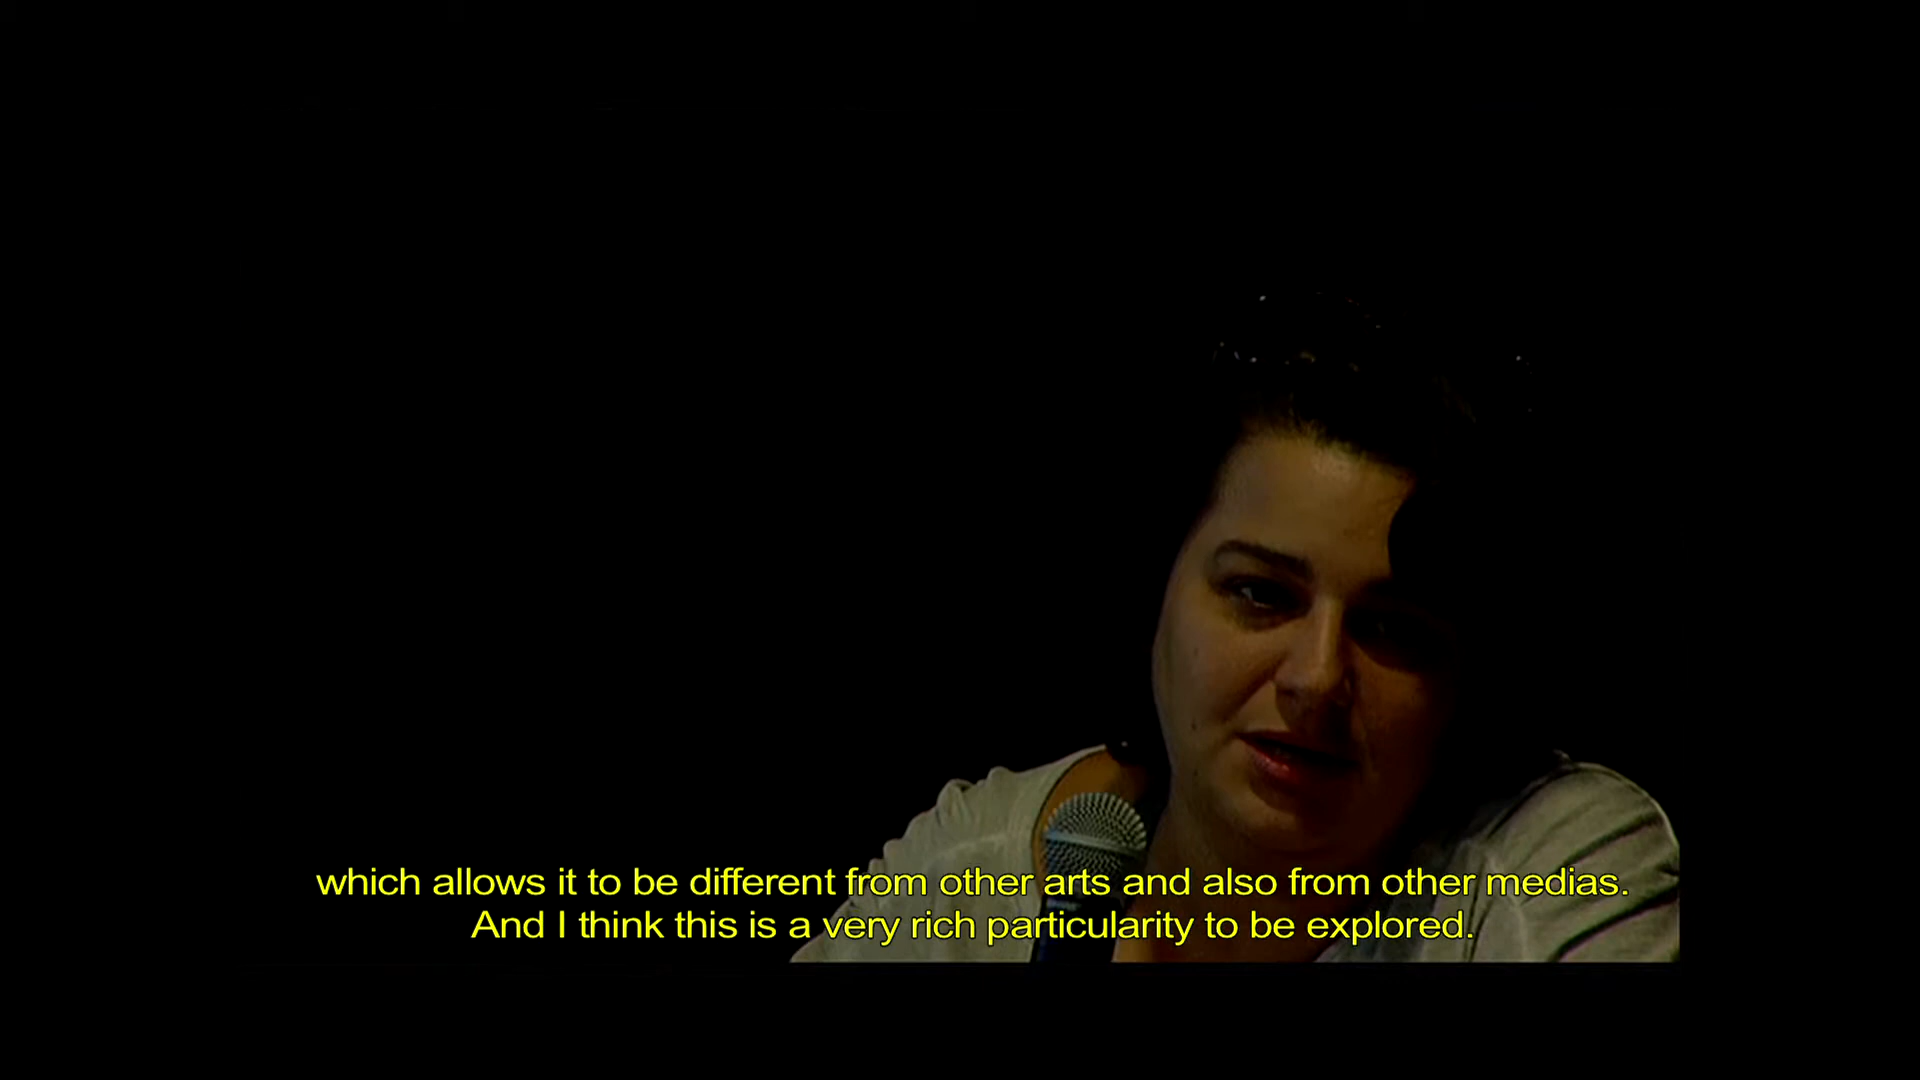 which allows it to be different from other arts and also from other medias.
And I think this is a very rich particularity to be explored.